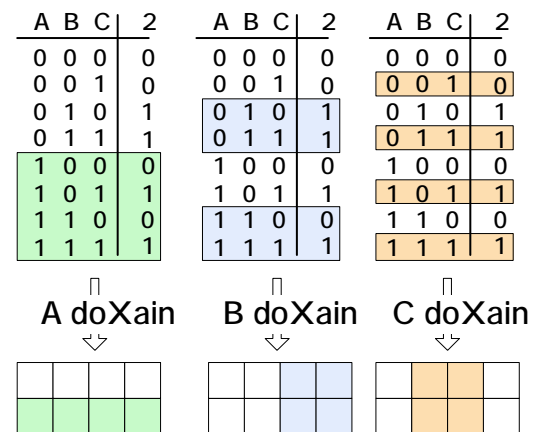 A B C 2 A B C 2 A B C 2
0 0 0 0 0 0 0 0 0 0 0 0
0 0 1 0 0 0 1 0 0 0 1 0
0 1 0 1 0 1 0 1 0 1 0 1
0 1 1 1 0 1 1 1 0 1 1 1
1 0 0 0 1 0 0 0 1 0 0 0
1 0 1 1 1 0 1 1 1 0 1 1
1 1 0 0 1 1 0 0 1 1 0 0
1 1 1 1 1 1 1 1 1 1 1 1
A doXain B doXain C doXain